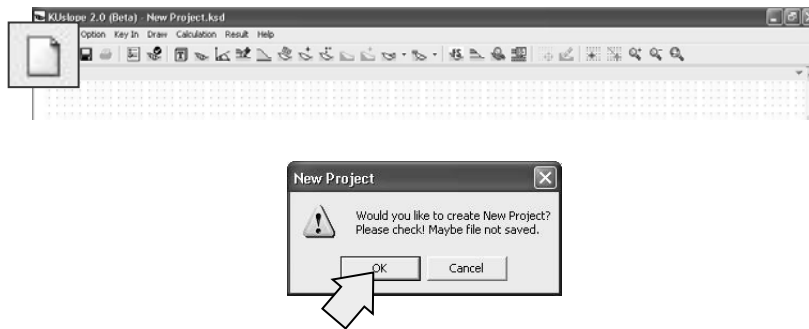 KUslope 2.0 (Beta) - New Project.ksd
Option Key In Draw Calculation Result Help
New Project
Would you like to create New Project?
Please check! Maybe file not saved.
OK Cancel